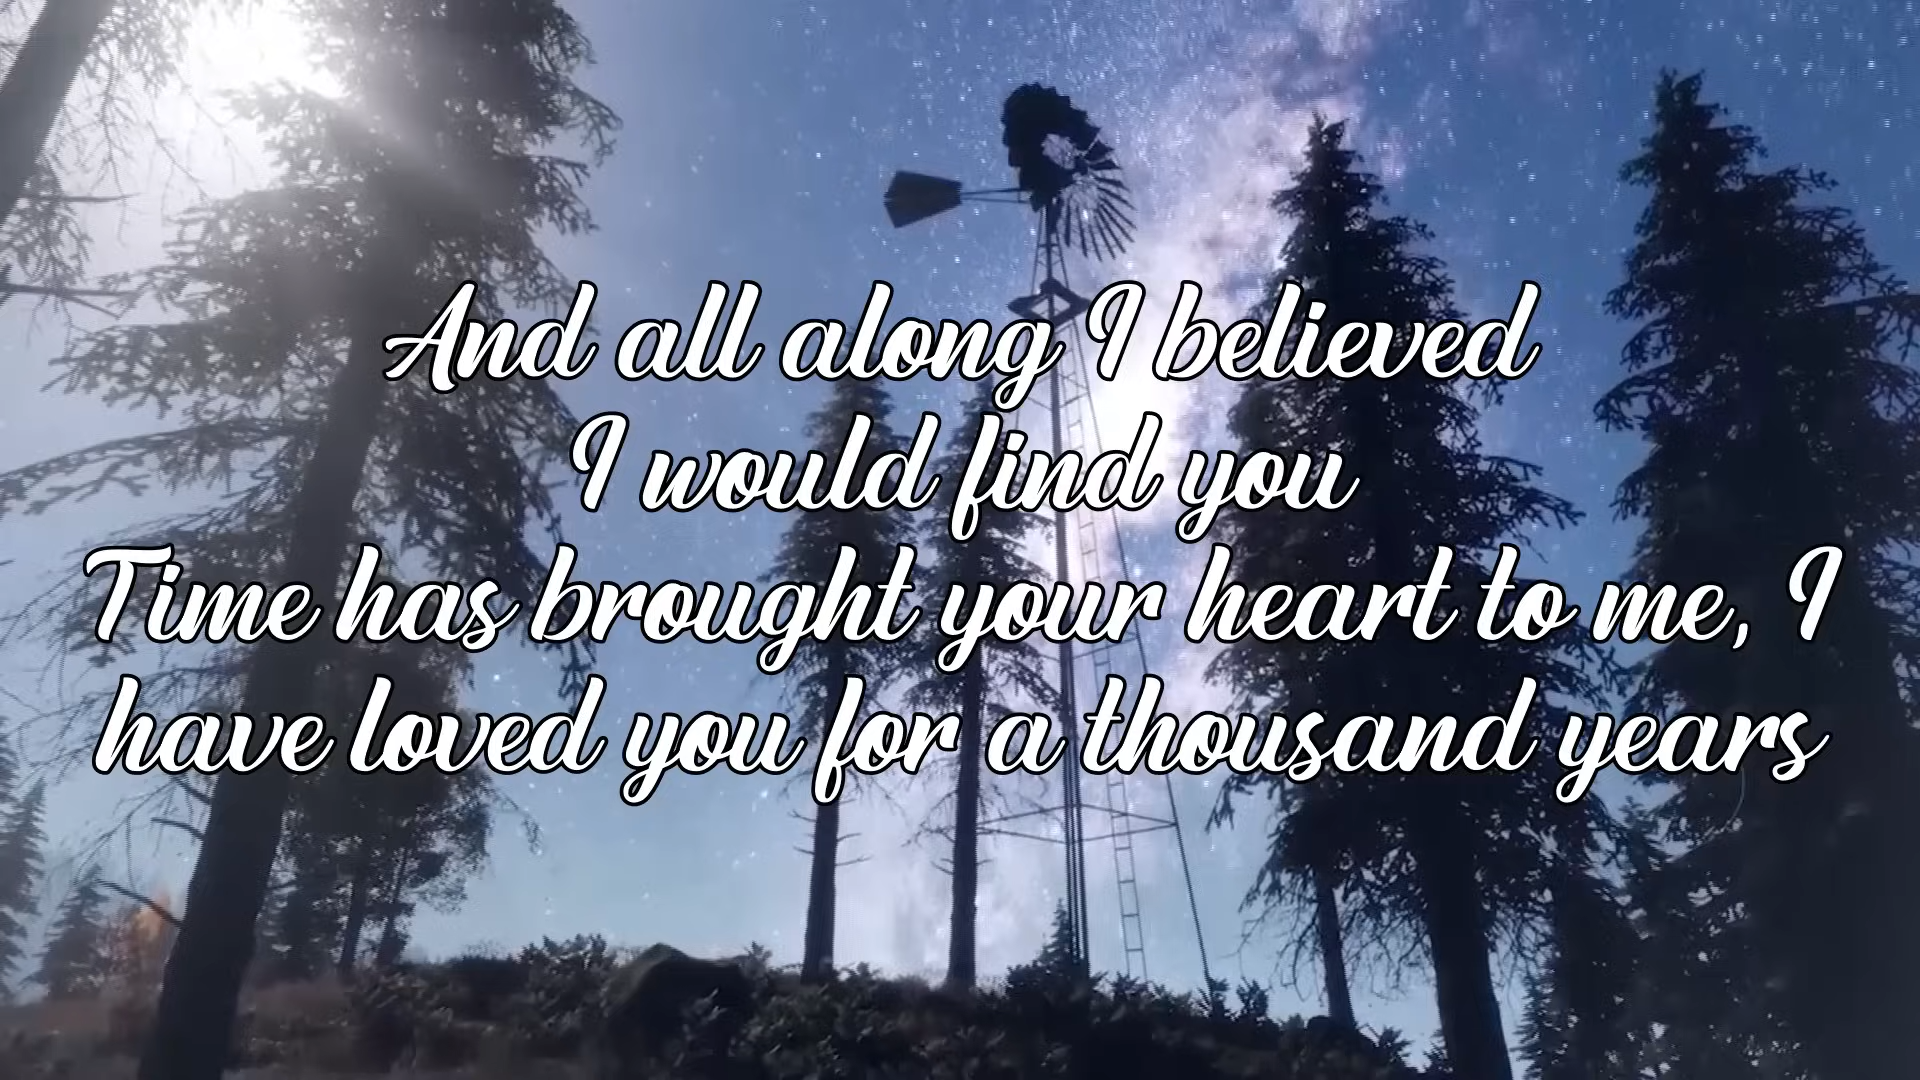 And all along I believed
I would find you
Time has brought your heart to me, I
have loved you for a thousand years